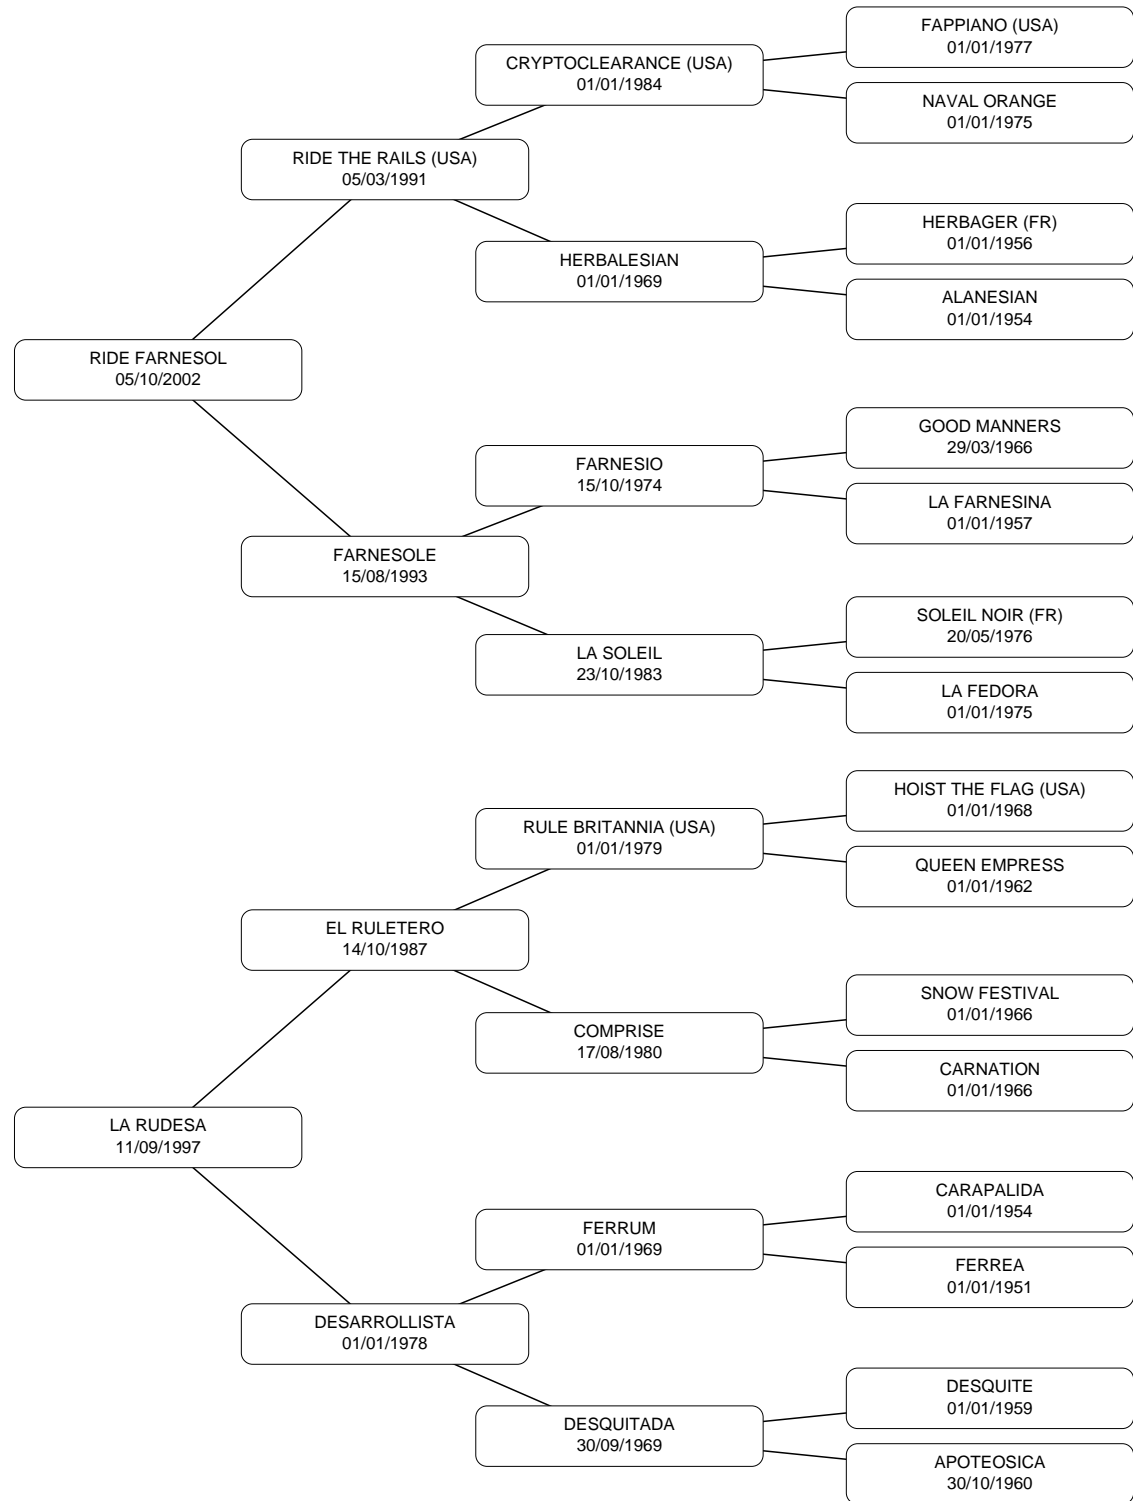 FAPPIANO (USA)
01/01/1977
CRYPTOCLEARANCE (USA)
01/01/1984
NAVAL ORANGE
01/01/1975
RIDE THE RAILS (USA)
05/03/1991
HERBAGER (FR)
01/01/1956
HERBALESIAN
01/01/1969
ALANESIAN
01/01/1954
RIDE FARNESOL
05/10/2002
GOOD MANNERS
29/03/1966
FARNESIO
15/10/1974
LA FARNESINA
01/01/1957
FARNESOLE
15/08/1993
SOLEIL NOIR (FR)
20/05/1976
LA SOLEIL
23/10/1983
LA FEDORA
01/01/1975
HOIST THE FLAG (USA)
01/01/1968
RULE BRITANNIA (USA)
01/01/1979
QUEEN EMPRESS
01/01/1962
EL RULETERO
14/10/1987
SNOW FESTIVAL
01/01/1966
COMPRISE
17/08/1980
CARNATION
01/01/1966
LA RUDESA
11/09/1997
CARAPALIDA
01/01/1954
FERRUM
01/01/1969
FERREA
01/01/1951
DESARROLLISTA
01/01/1978
DESQUITE
01/01/1959
DESQUITADA
30/09/1969
APOTEOSICA
30/10/1960